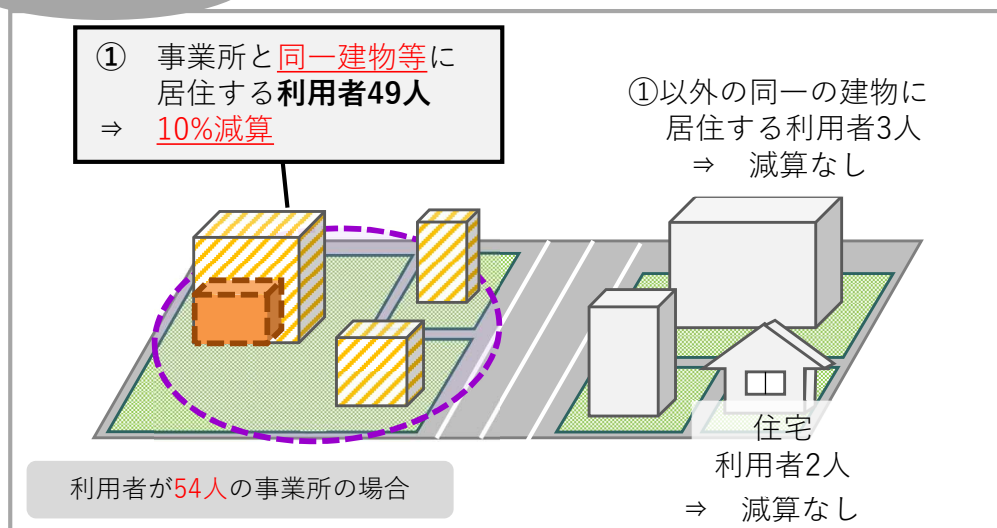 ① 事業所と同一建物等に
居住する利用者49人
⇒ 10%減算
①以外の同一の建物に
居住する利用者3人
⇒ 減算なし
住宅
利用者2人
⇒ 減算なし
利用者が54人の事業所の場合